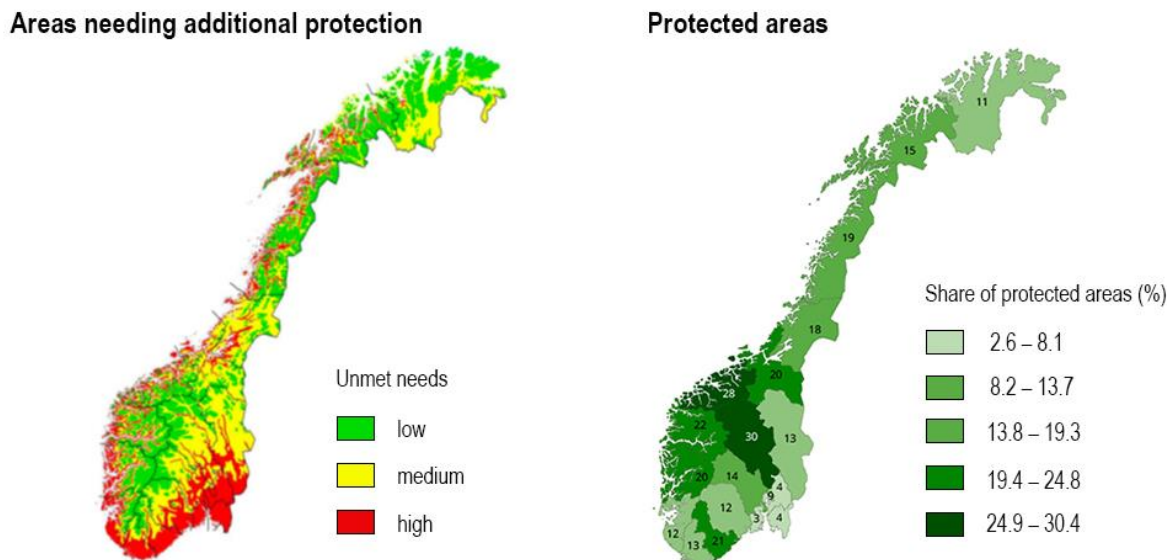 Areas needing additional protection
Protected areas
Unmet needs
low
medium
high
11
15
19
18
20
28
22
30
13
20
14
4
9
12
3
4
12
13
21
Share of protected areas (%)
2.6 – 8.1
8.2 – 13.7
13.8 – 19.3
19.4 – 24.8
24.9 – 30.4